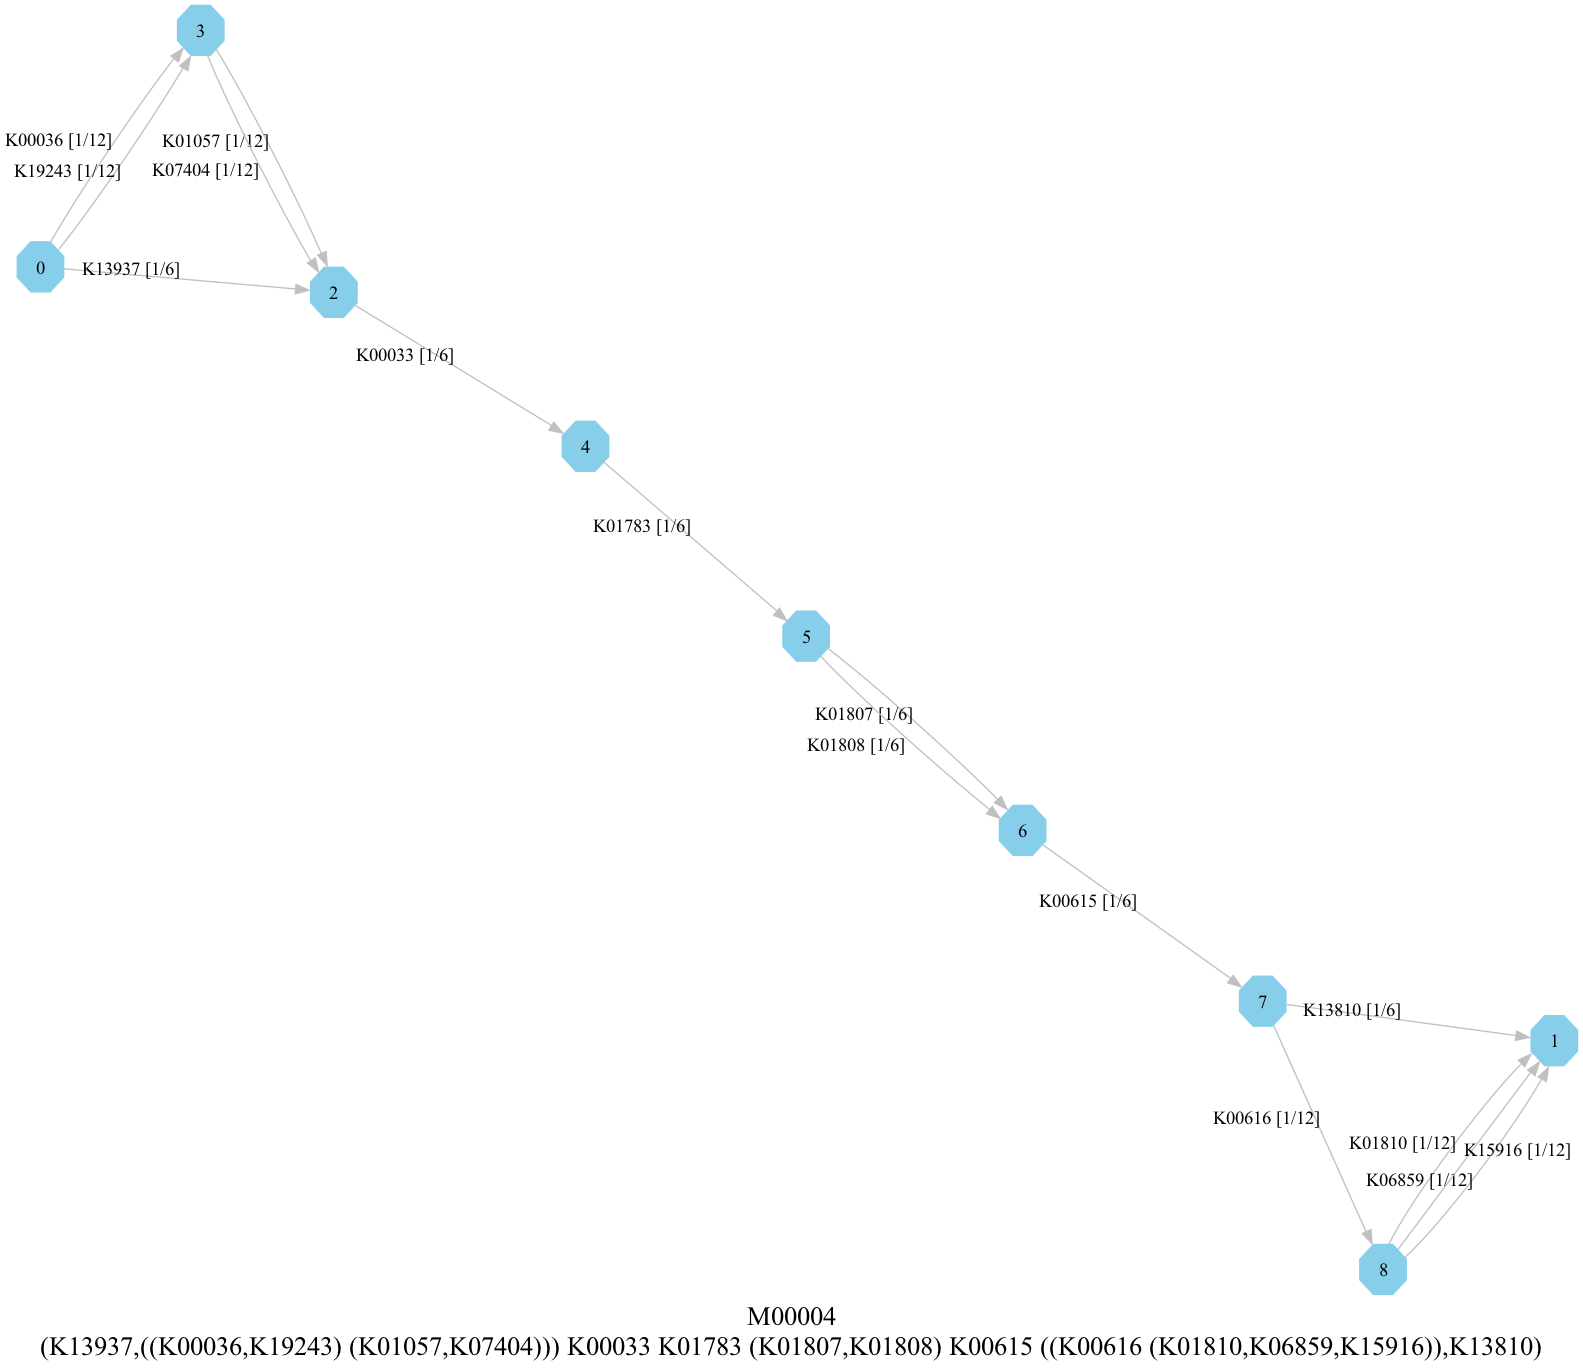 3
K00036 [1/12]
K01057 [1/12]
K19243 [1/12]
K07404 [1/12]
0
K13937 [1/6]
2
K00033 [1/6]
4
K01783 [1/6]
5
K01807 [1/6]
K01808 [1/6]
6
K00615 [1/6]
7
K13810 [1/6]
1
K00616 [1/12]
K01810 [1/12]
K15916 [1/12]
K06859 [1/12]
8
M00004
(K13937,((K00036,K19243) (K01057,K07404))) K00033 K01783 (K01807,K01808) K00615 ((K00616 (K01810,K06859,K15916)),K13810)